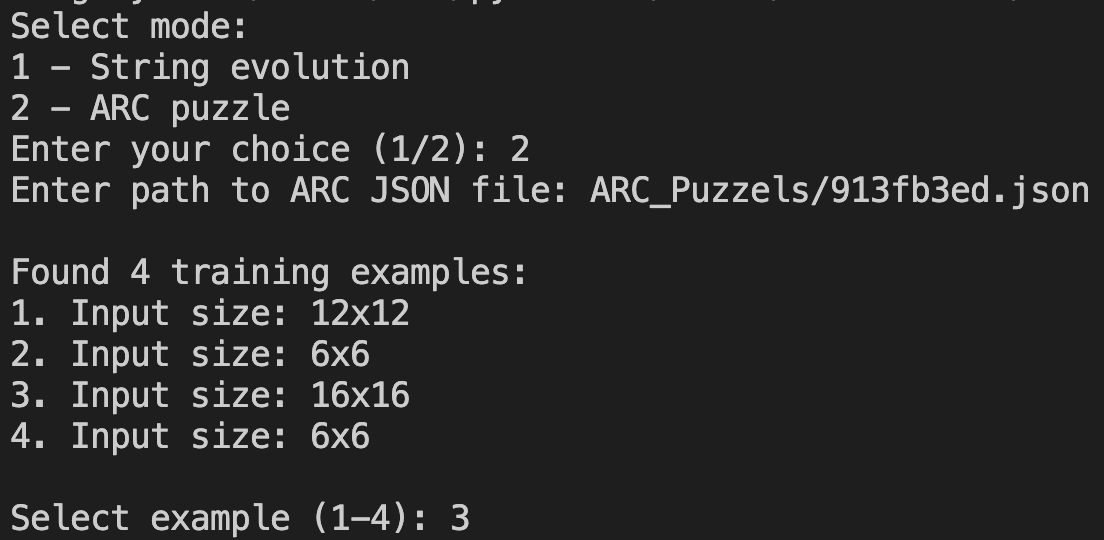 Select mode:
1 – String evolution
2 – ARC puzzle
Enter your choice (1/2): 2
Enter path to ARC JSON file: ARC_Puzzels/913fb3ed.json
Found 4 training examples:
1. Input size: 12x12
2. Input size: 6x6
3. Input size: 16x16
4. Input size: 6x6
Select example (1–4): 3